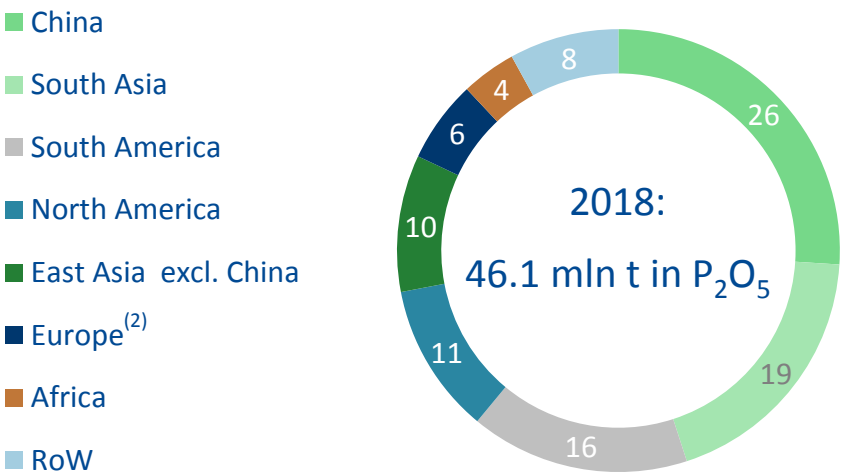 China
South Asia
South America
North America
East Asia excl. China
Europe(2)
Africa
RoW
8
26
4
6
2018:
10
46.1 mln t in P2O5
11
19
16